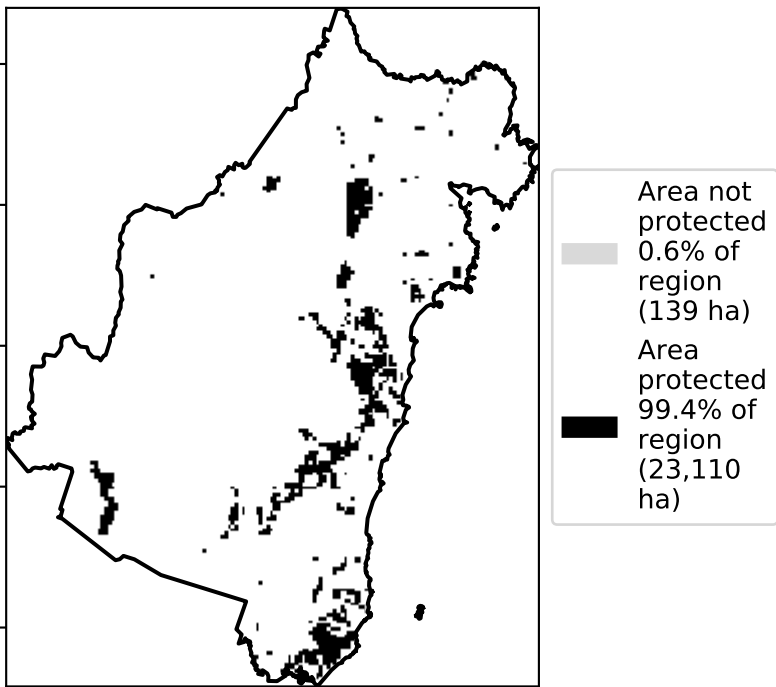 Area not
protected
0.6% of
region
(139 ha)
Area
protected
99.4% of
region
(23,110
ha)